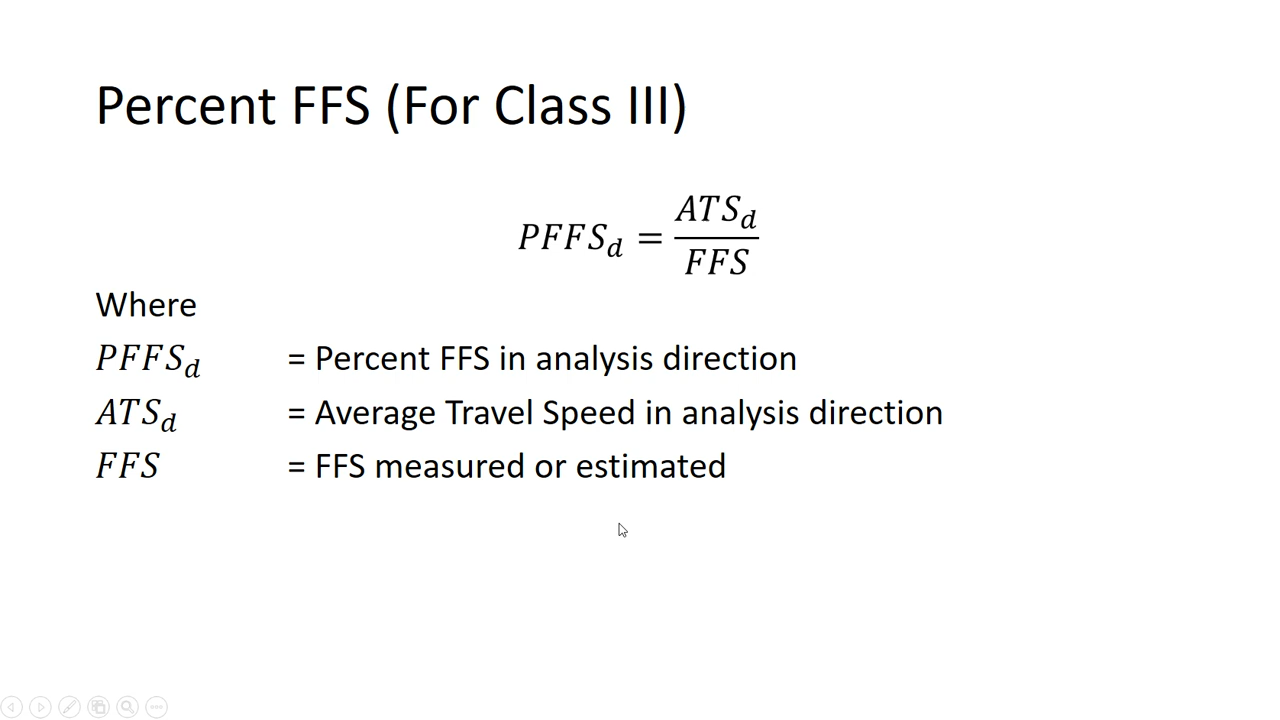 Percent FFS (For Class III)
PFFS_d = ATS_d / FFS
Where
PFFS_d = Percent FFS in analysis direction
ATS_d = Average Travel Speed in analysis direction
FFS = FFS measured or estimated